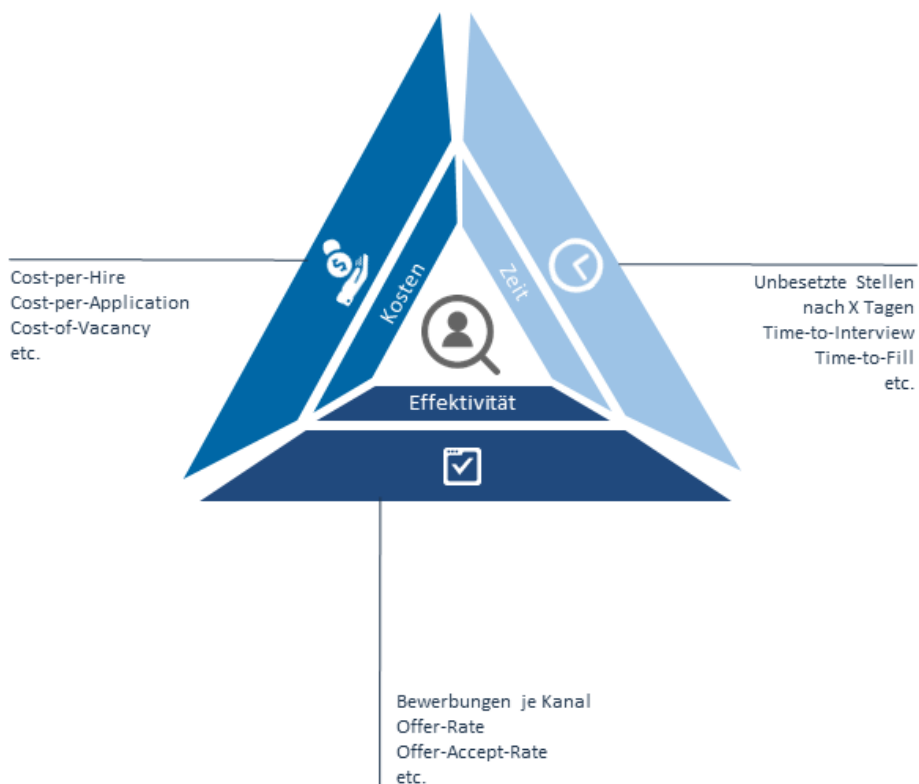 Kosten
Zeit
Effektivität
Cost-per-Hire
Cost-per-Application
Cost-of-Vacancy
etc.
Unbesetzte Stellen
nach X Tagen
Time-to-Interview
Time-to-Fill
etc.
Bewerbungen je Kanal
Offer-Rate
Offer-Accept-Rate
etc.